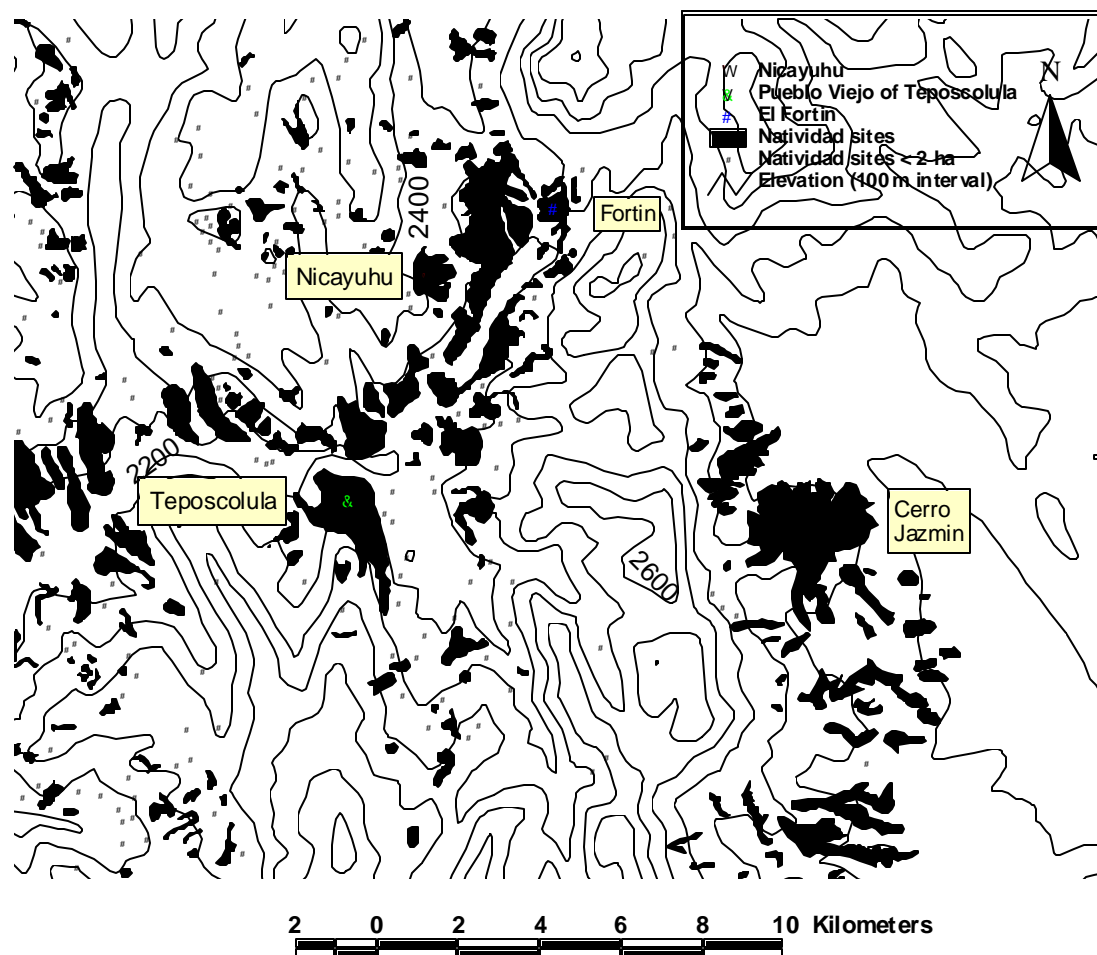 N
W Nicayuhu
& Pueblo Viejo of Teposcolula
# El Fortin
Natividad sites
# Natividad sites < 2 ha
Elevation (100 m interval)
2400
Fortin
Nicayuhu
2200
Teposcolula
Cerro
Jazmin
2600
2 0 2 4 6 8 10 Kilometers